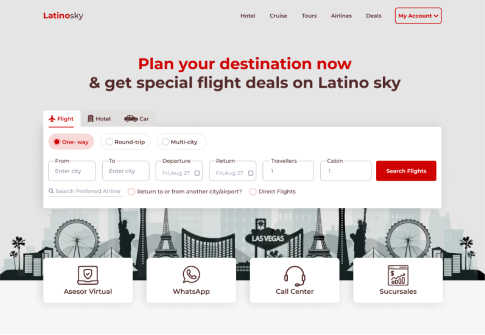 Latinosky
Hotel Cruise Tours Airlines Deals My Account
Plan your destination now
& get special flight deals on Latino sky
Flight Hotel Car
One- way Round-trip Multi-city
From To Departure Return Travellers Cabin
Enter city Enter city Fri,Aug 27 Fri,Aug 27 1 1 Search Flights
Search Preferred Airline Return to or from another city/airport? Direct Flights
LAS VEGAS
Asesor Virtual WhatsApp Call Center Sucursales